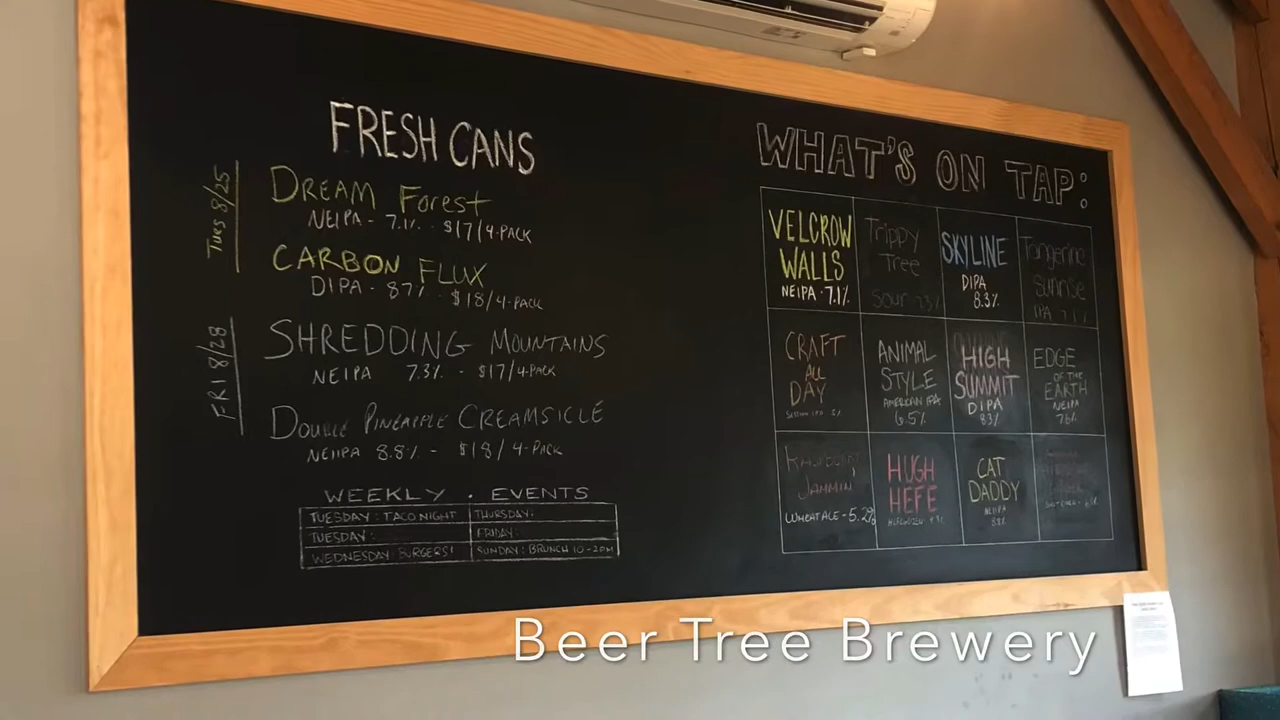 FRESH CANS
Tues 8/25
DREAM Forest
NEIPA - 7.1% - $17/4-PACK
CARBON FLUX
DIPA - 8.7% - $18/4-PACK
FRI 8/28
SHREDDING MOUNTAINS
NEIPA 7.3% - $17/4-PACK
DOUBLE PINEAPPLE CREAMSICLE
8.8% - $18/4-PACK
WEEKLY . EVENTS
TUESDAY: TACO NIGHT
THURSDAY:
TUESDAY:
FRIDAY:
WEDNESDAY BURGERS!
SUNDAY: BRUNCH 10-2PM
WHAT'S ON TAP:
VELCROW
WALLS
NEIPA - 7.1%
Trippy
Tree
Sour
SKYLINE
DIPA
8.3%
Tangerine
Sunrise
IPA
CRAFT
ALL
DAY
ANIMAL
STYLE
AMERICAN IPA
6.5%
HIGH
SUMMIT
DIPA
EDGE
OF THE
EARTH
NEIPA
JAMMIN'
WHEAT ALE - 5.2%
HUGH
HEFE
CAT
DADDY
Beer Tree Brewery